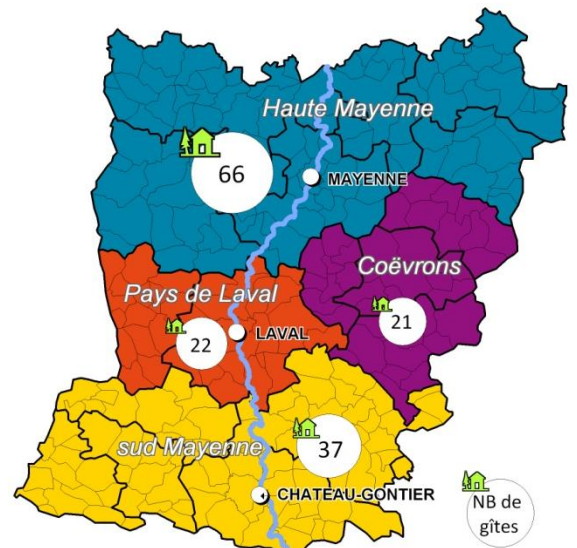 Haute Mayenne
66
MAYENNE
Coëvrons
Pays de Laval
21
22
LAVAL
sud Mayenne
37
CHATEAU-GONTIER
NB de
gîtes